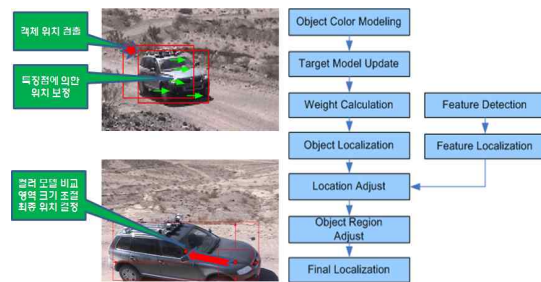 객체 위치 검출
특징점에 의한
위치 보정
컬러 모델 비교
영역 크기 조절
최종 위치 결정
Object Color Modeling
Target Model Update
Weight Calculation
Feature Detection
Object Localization
Feature Localization
Location Adjust
Object Region
Adjust
Final Localization